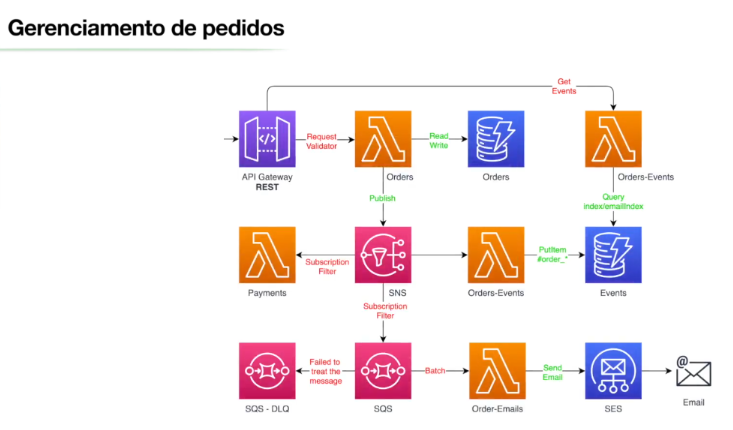 Gerenciamento de pedidos
Get
Events
Request
Validator
Read
Write
API Gateway
REST
Orders
Orders
Orders-Events
Publish
Query
index/emailIndex
Subscription
Filter
PutItem
#order_*
Payments
SNS
Orders-Events
Events
Subscription
Filter
Failed to
treat the
message
Batch
Send
Email
SQS - DLQ
SQS
Order-Emails
SES
Email